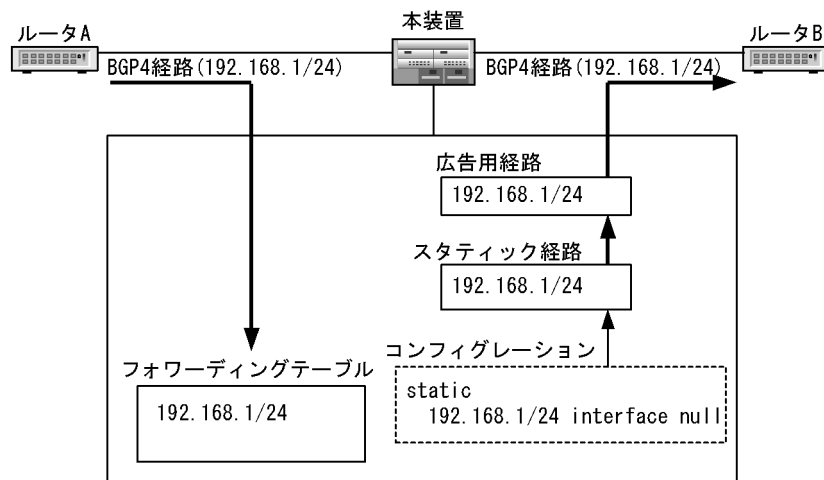 ルータA
本装置
ルータB
BGP4経路(192.168.1/24)
BGP4経路(192.168.1/24)
広告用経路
192.168.1/24
スタティック経路
192.168.1/24
コンフィグレーション
static
192.168.1/24 interface null
フォワーディングテーブル
192.168.1/24